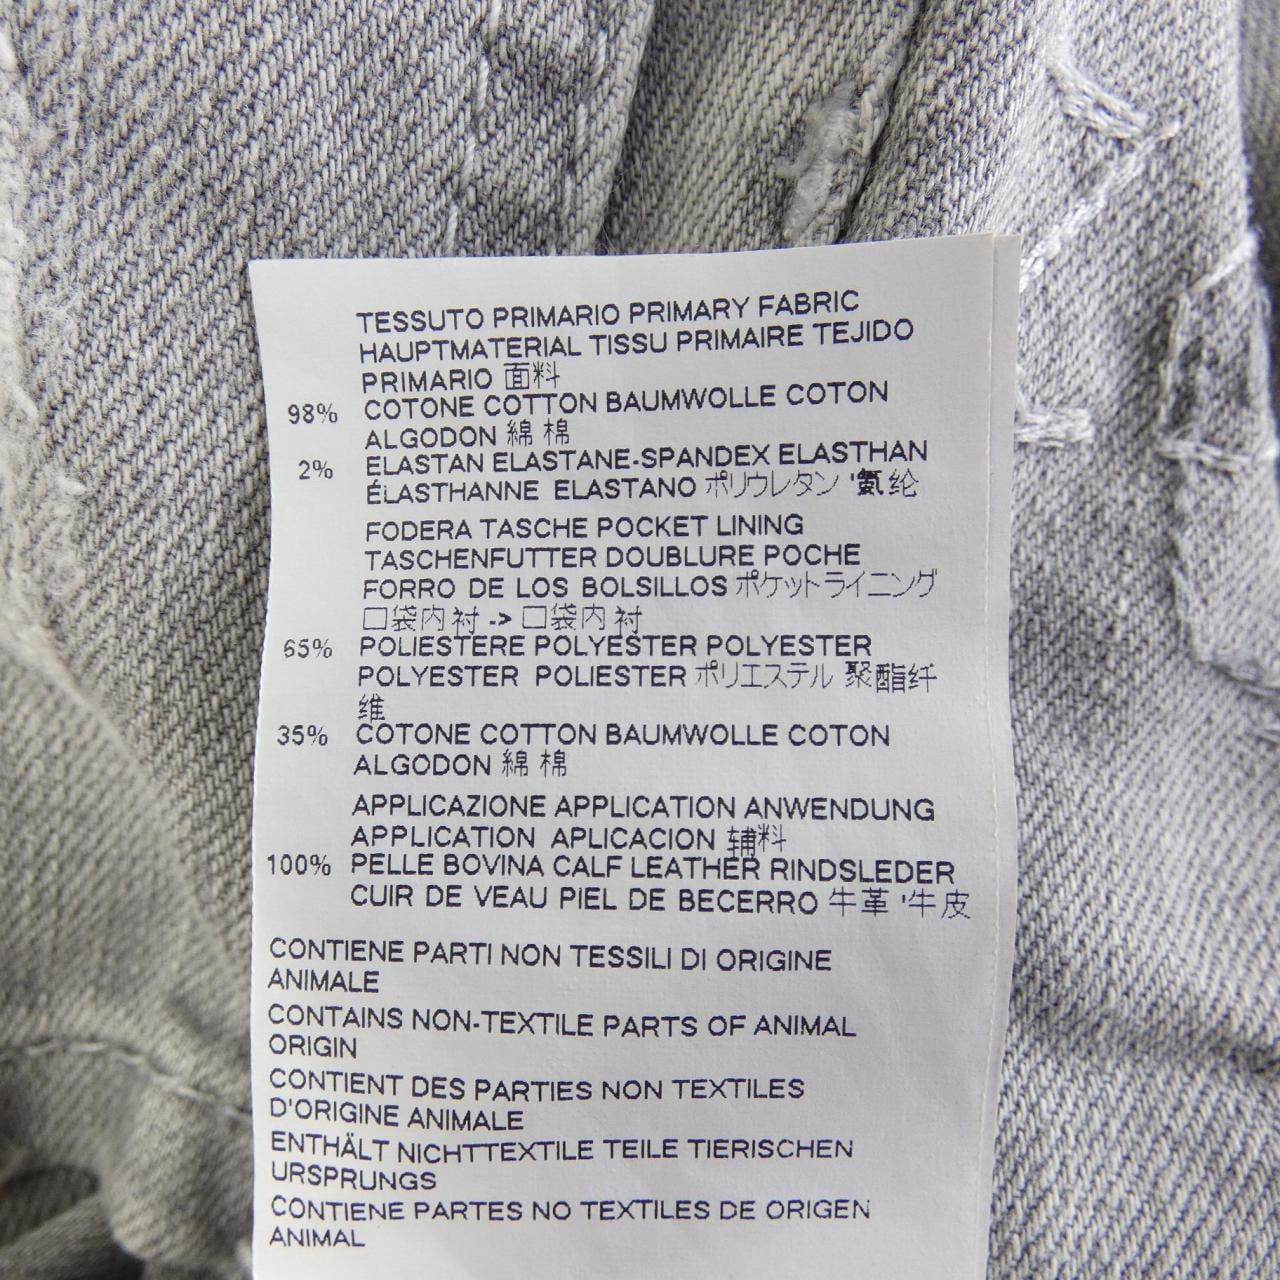 TESSUTO PRIMARIO PRIMARY FABRIC
HAUPTMATERIAL TISSU PRIMAIRE TEJIDO
PRIMARIO 面料
98% COTONE COTTON BAUMWOLLE COTON
ALGODON 綿 棉
2% ELASTAN ELASTANE-SPANDEX ELASTHAN
ÉLASTHANNE ELASTANO ポリウレタン '氨纶
FODERA TASCHE POCKET LINING
TASCHENFUTTER DOUBLURE POCHE
FORRO DE LOS BOLSILLOS ポケットライニング
口袋内衬 -> 口袋内衬
65% POLIESTERE POLYESTER POLYESTER
POLYESTER POLIESTER ポリエステル 聚酯纤
维
35% COTONE COTTON BAUMWOLLE COTON
ALGODON 綿 棉
APPLICAZIONE APPLICATION ANWENDUNG
APPLICATION APLICACION 辅料
100% PELLE BOVINA CALF LEATHER RINDSLEDER
CUIR DE VEAU PIEL DE BECERRO 牛革 '牛皮
CONTIENE PARTI NON TESSILI DI ORIGINE
ANIMALE
CONTAINS NON-TEXTILE PARTS OF ANIMAL
ORIGIN
CONTIENT DES PARTIES NON TEXTILES
D'ORIGINE ANIMALE
ENTHÄLT NICHTTEXTILE TEILE TIERISCHEN
URSPRUNGS
CONTIENE PARTES NO TEXTILES DE ORIGEN
ANIMAL